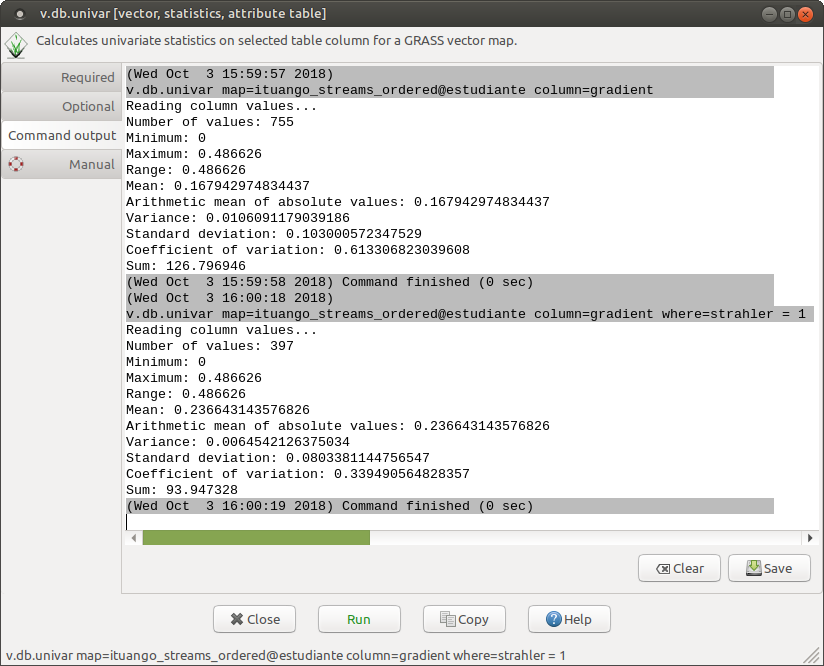 v.db.univar [vector, statistics, attribute table]
Calculates univariate statistics on selected table column for a GRASS vector map.
Required
Optional
Command output
Manual
(Wed Oct  3 15:59:57 2018)
v.db.univar map=ituango_streams_ordered@estudiante column=gradient
Reading column values...
Number of values: 755
Minimum: 0
Maximum: 0.486626
Range: 0.486626
Mean: 0.167942974834437
Arithmetic mean of absolute values: 0.167942974834437
Variance: 0.0106091179039186
Standard deviation: 0.103000572347529
Coefficient of variation: 0.613306823039608
Sum: 126.796946
(Wed Oct  3 15:59:58 2018) Command finished (0 sec)
(Wed Oct  3 16:00:18 2018)
v.db.univar map=ituango_streams_ordered@estudiante column=gradient where=strahler = 1
Reading column values...
Number of values: 397
Minimum: 0
Maximum: 0.486626
Range: 0.486626
Mean: 0.236643143576826
Arithmetic mean of absolute values: 0.236643143576826
Variance: 0.0064542126375034
Standard deviation: 0.0803381144756547
Coefficient of variation: 0.339490564828357
Sum: 93.947328
(Wed Oct  3 16:00:19 2018) Command finished (0 sec)
Clear
Save
Close
Run
Copy
Help
v.db.univar map=ituango_streams_ordered@estudiante column=gradient where=strahler = 1